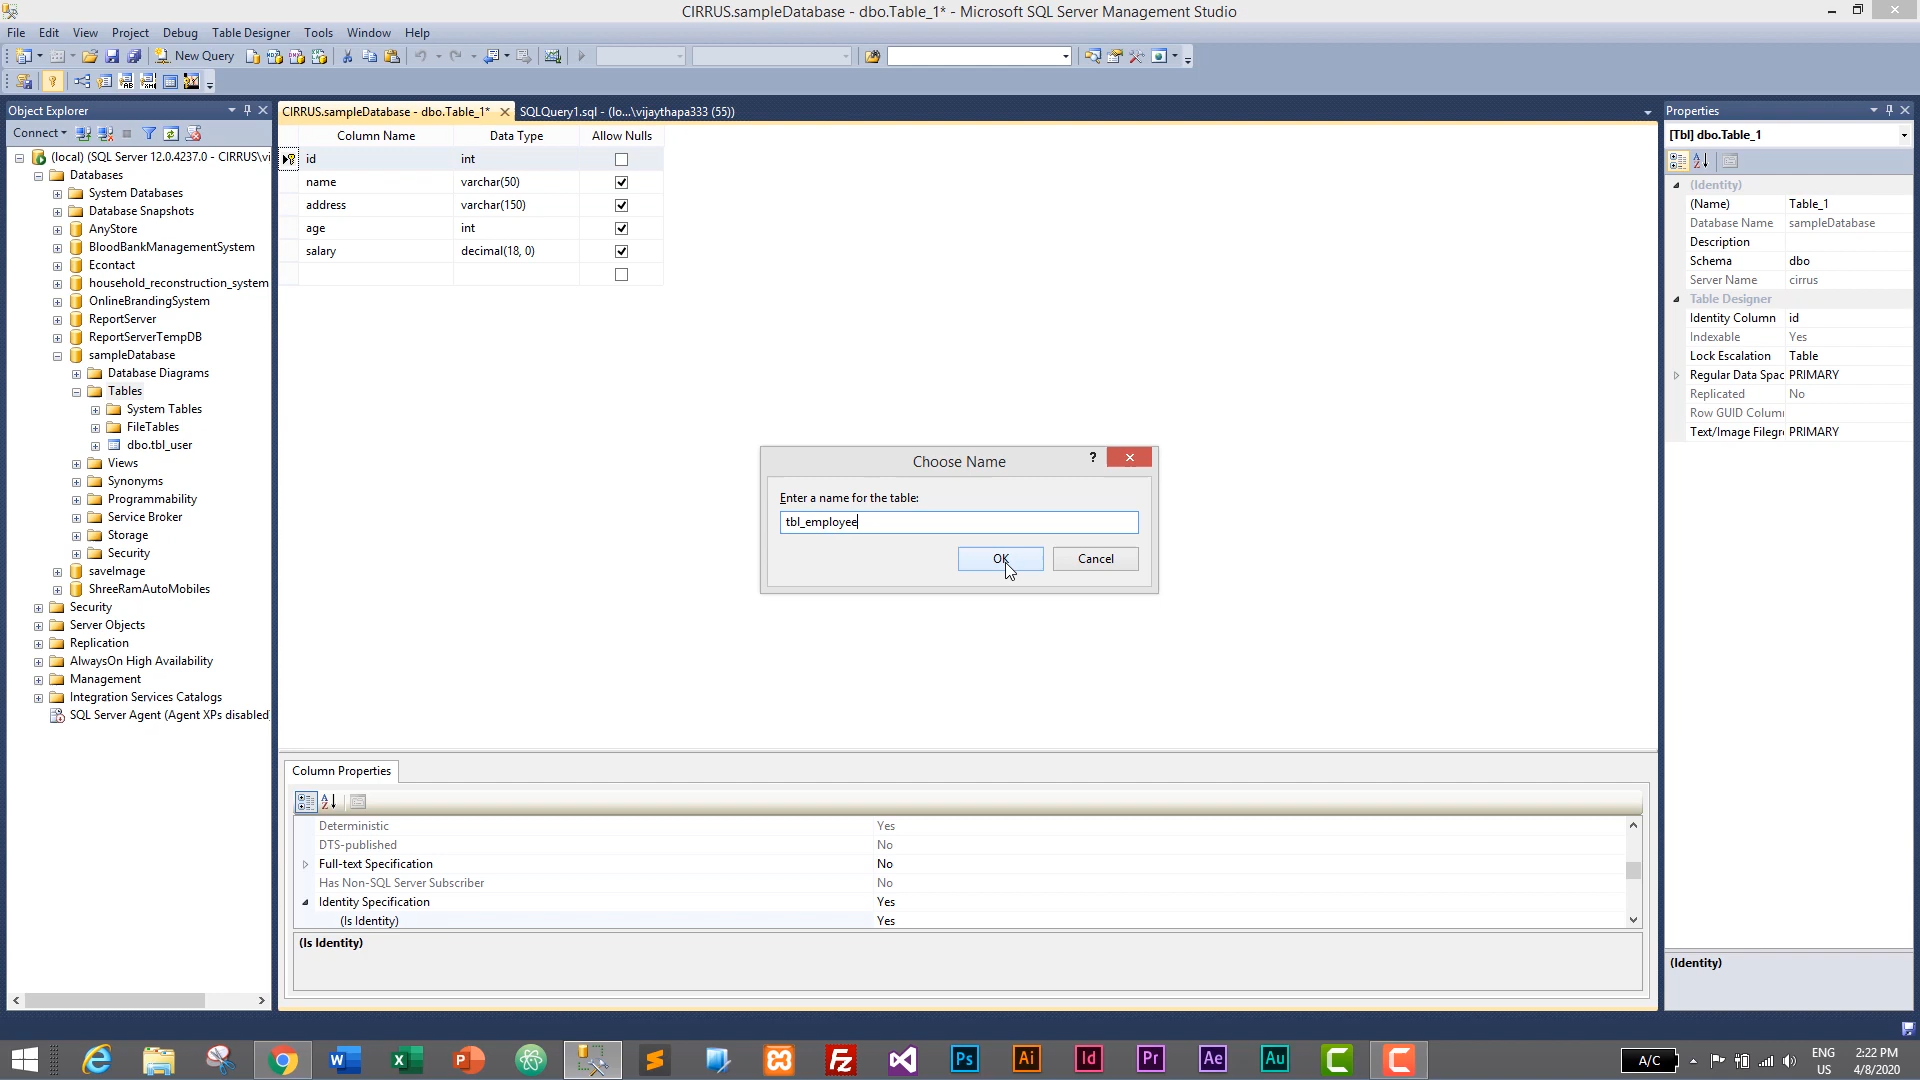 CIRRUS.sampleDatabase - dbo.Table_1* - Microsoft SQL Server Management Studio
File Edit View Project Debug Table Designer Tools Window Help
New Query
Object Explorer
Connect
(local) (SQL Server 12.0.4237.0 - CIRRUS\vi
Databases
System Databases
Database Snapshots
AnyStore
BloodBankManagementSystem
Econtact
household_reconstruction_system
OnlineBrandingSystem
ReportServer
ReportServerTempDB
sampleDatabase
Database Diagrams
Tables
System Tables
FileTables
dbo.tbl_user
Views
Synonyms
Programmability
Service Broker
Storage
Security
saveImage
ShreeRamAutoMobiles
Security
Server Objects
Replication
AlwaysOn High Availability
Management
Integration Services Catalogs
SQL Server Agent (Agent XPs disabled)
CIRRUS.sampleDatabase - dbo.Table_1* SQLQuery1.sql - (lo...\vijaythapa333 (55))
Column Name Data Type Allow Nulls
id int
name varchar(50)
address varchar(150)
age int
salary decimal(18, 0)
Choose Name
?
Enter a name for the table:
tbl_employee
OK Cancel
Column Properties
Deterministic Yes
DTS-published No
Full-text Specification No
Has Non-SQL Server Subscriber No
Identity Specification Yes
(Is Identity) Yes
(Is Identity)
Properties
[Tbl] dbo.Table_1
(Identity)
(Name) Table_1
Database Name sampleDatabase
Description
Schema dbo
Server Name cirrus
Table Designer
Identity Column id
Indexable Yes
Lock Escalation Table
Regular Data Spac PRIMARY
Replicated No
Row GUID Colum
Text/Image Filegr PRIMARY
(Identity)
Ps Ai Id Pr Ae Au
A/C
ENG
US
2:22 PM
4/8/2020